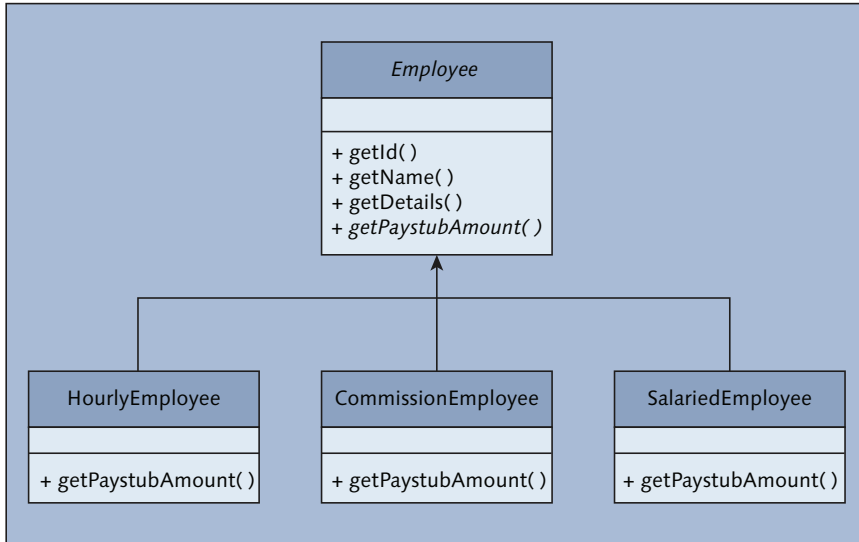 Employee
+ getId( )
+ getName( )
+ getDetails( )
+ getPaystubAmount( )
HourlyEmployee
+ getPaystubAmount( )
CommissionEmployee
+ getPaystubAmount( )
SalariedEmployee
+ getPaystubAmount( )